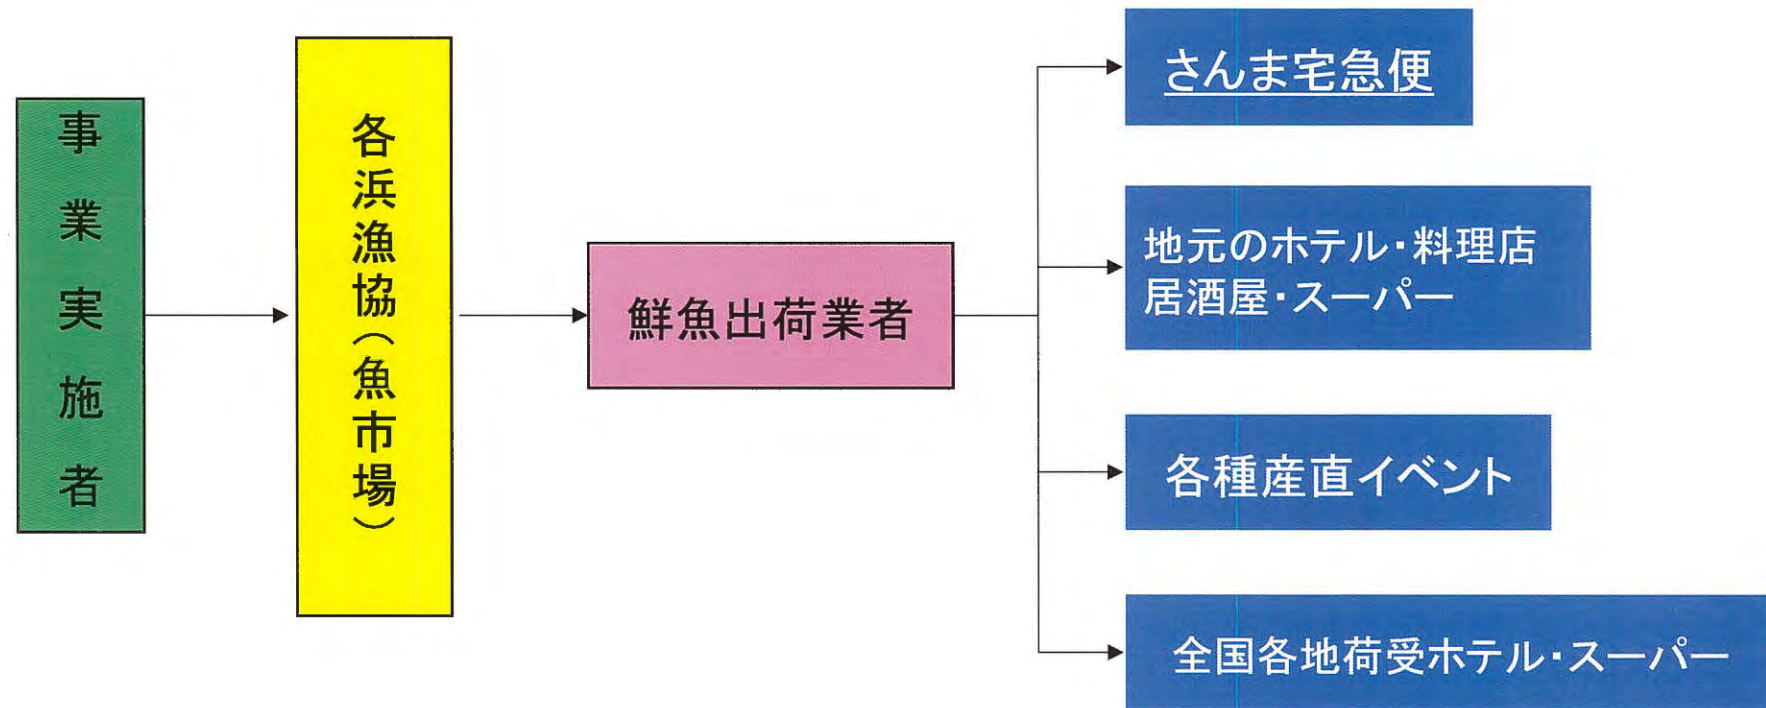 事業実施者
各浜漁協(魚市場)
鮮魚出荷業者
さんま宅急便
地元のホテル・料理店
居酒屋・スーパー
各種産直イベント
全国各地荷受ホテル・スーパー